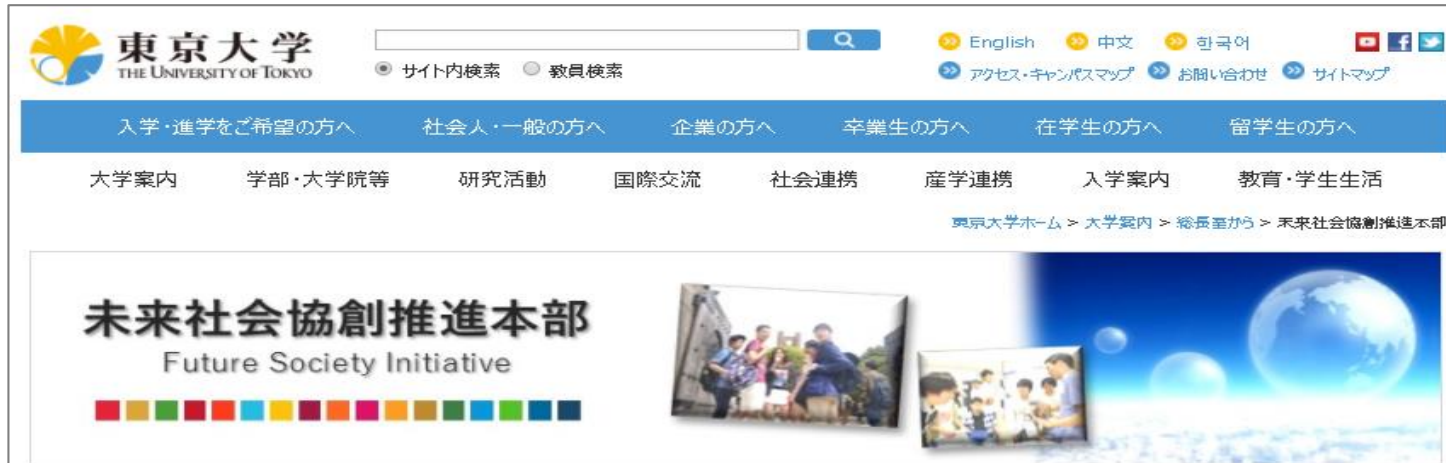 東京大学
THE UNIVERSITY OF TOKYO
サイト内検索 教員検索
English 中文 한국어
アクセス・キャンパスマップ お問い合わせ サイトマップ
入学・進学をご希望の方へ 社会人・一般の方へ 企業の方へ 卒業生の方へ 在学生の方へ 留学生の方へ
大学案内 学部・大学院等 研究活動 国際交流 社会連携 産学連携 入学案内 教育・学生生活
東京大学ホーム > 大学案内 > 総長室から > 未来社会協創推進本部
未来社会協創推進本部
Future Society Initiative